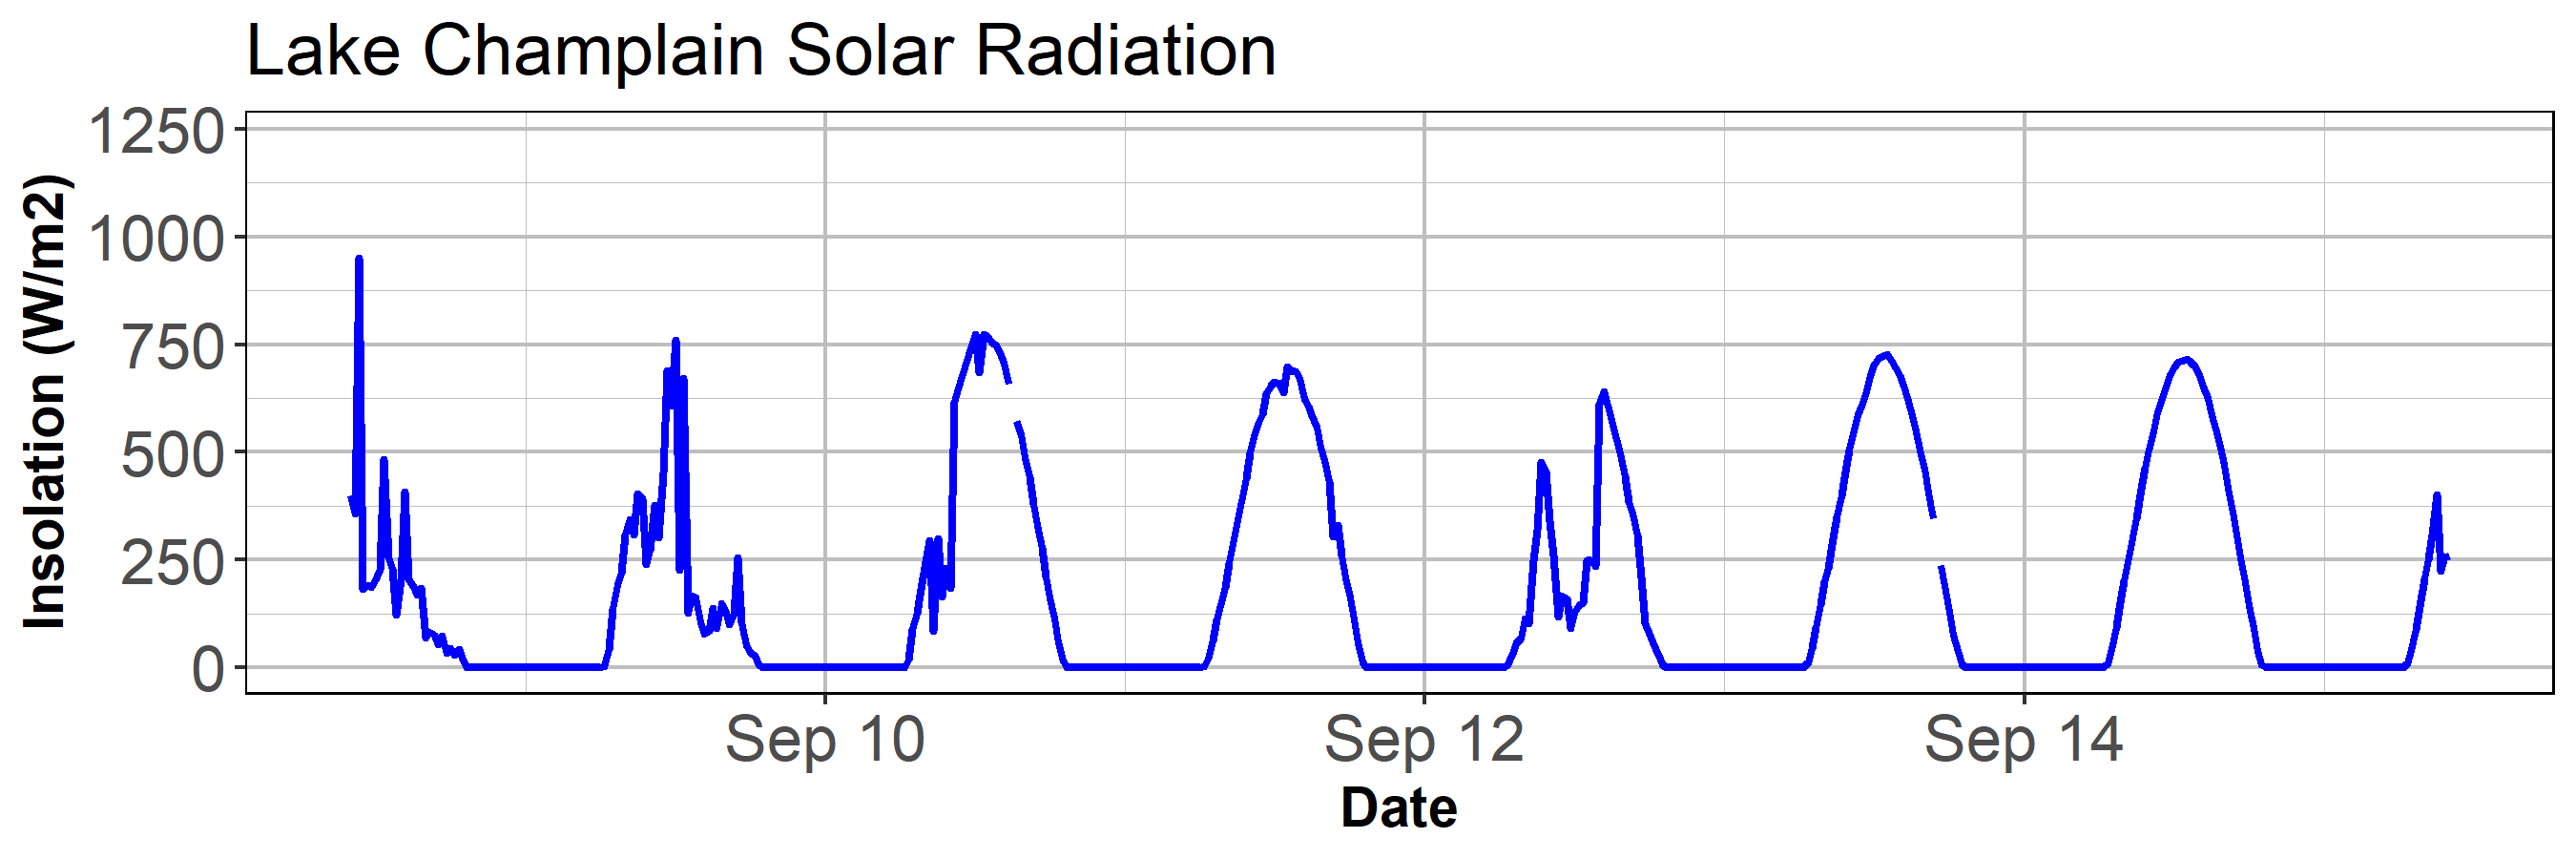 Lake Champlain Solar Radiation
Insolation (W/m2)
1250
1000
750
500
250
0
Sep 10 Sep 12 Sep 14
Date